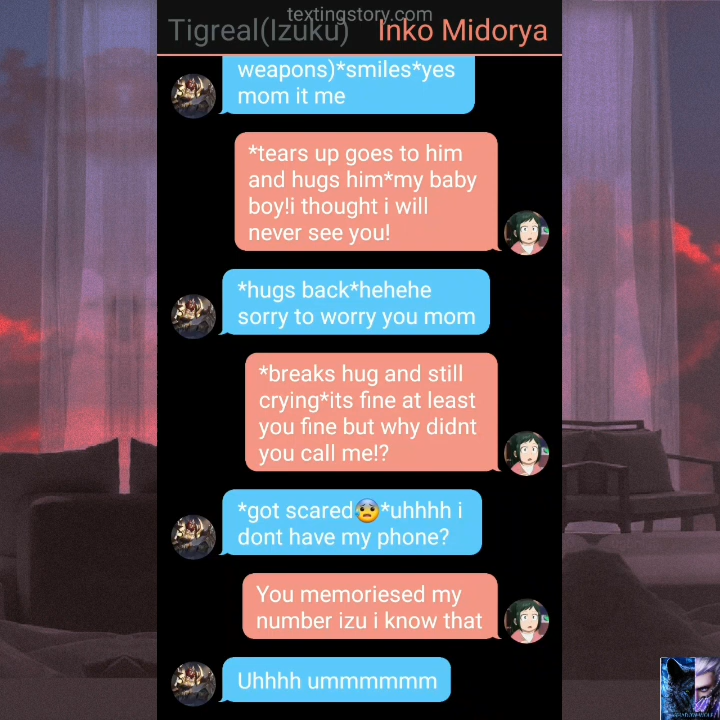 textingstory.com
Tigreal(Izuku) Inko Midorya
weapons)*smiles*yes
mom it me
*tears up goes to him
and hugs him*my baby
boy!i thought i will
never see you!
*hugs back*hehehe
sorry to worry you mom
*breaks hug and still
crying*its fine at least
you fine but why didnt
you call me!?
*got scared😰*uhhhh i
dont have my phone?
You memoriesed my
number izu i know that
Uhhhh ummmmmm